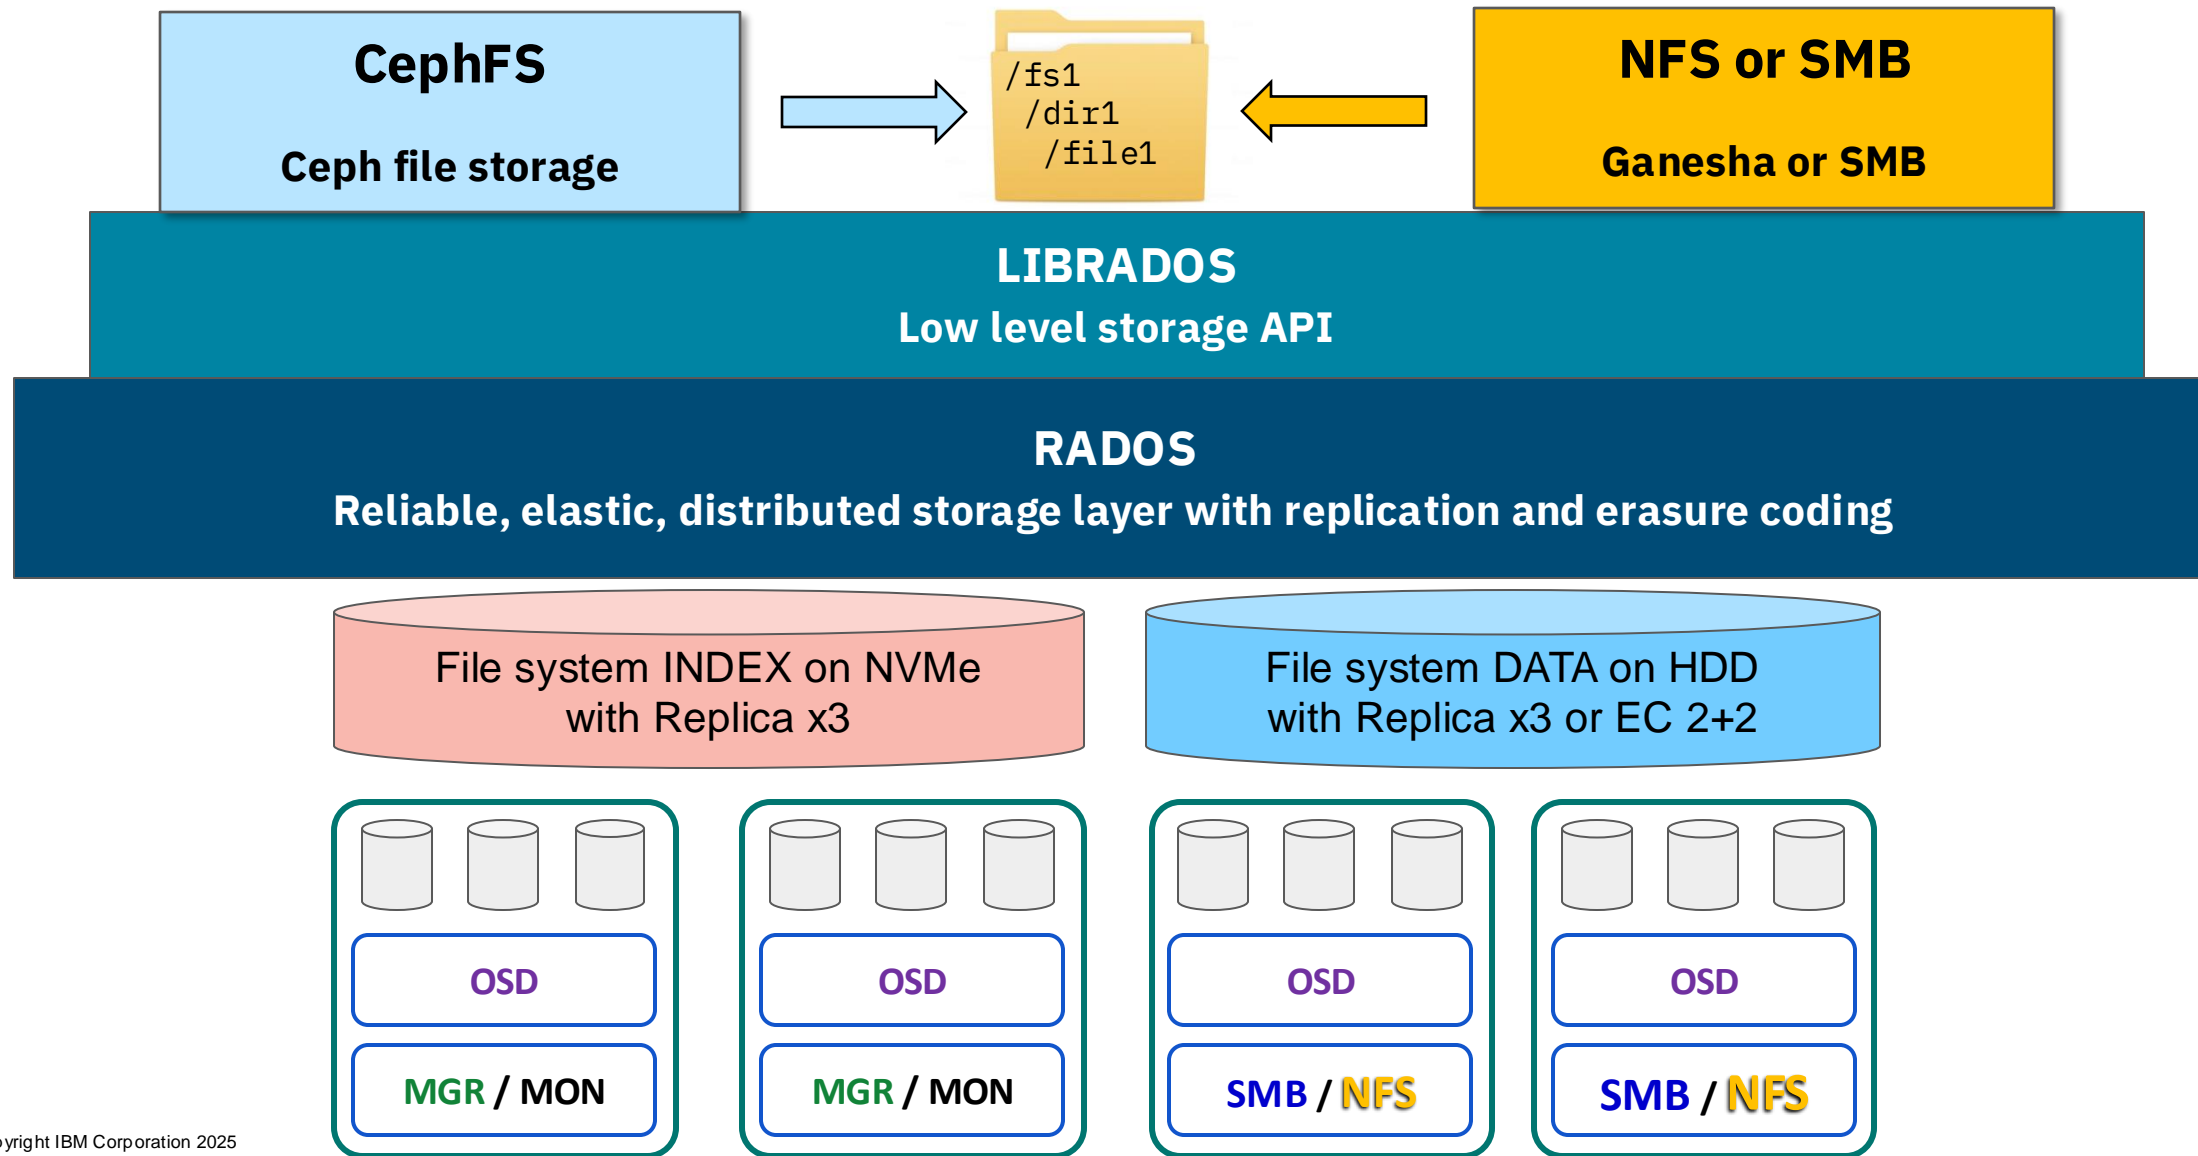 CephFS
Ceph file storage
/fs1
/dir1
/file1
NFS or SMB
Ganesha or SMB
LIBRADOS
Low level storage API
RADOS
Reliable, elastic, distributed storage layer with replication and erasure coding
File system INDEX on NVMe
with Replica x3
File system DATA on HDD
with Replica x3 or EC 2+2
OSD
MGR / MON
OSD
MGR / MON
OSD
SMB / NFS
OSD
SMB / NFS
yright IBM Corporation 2025